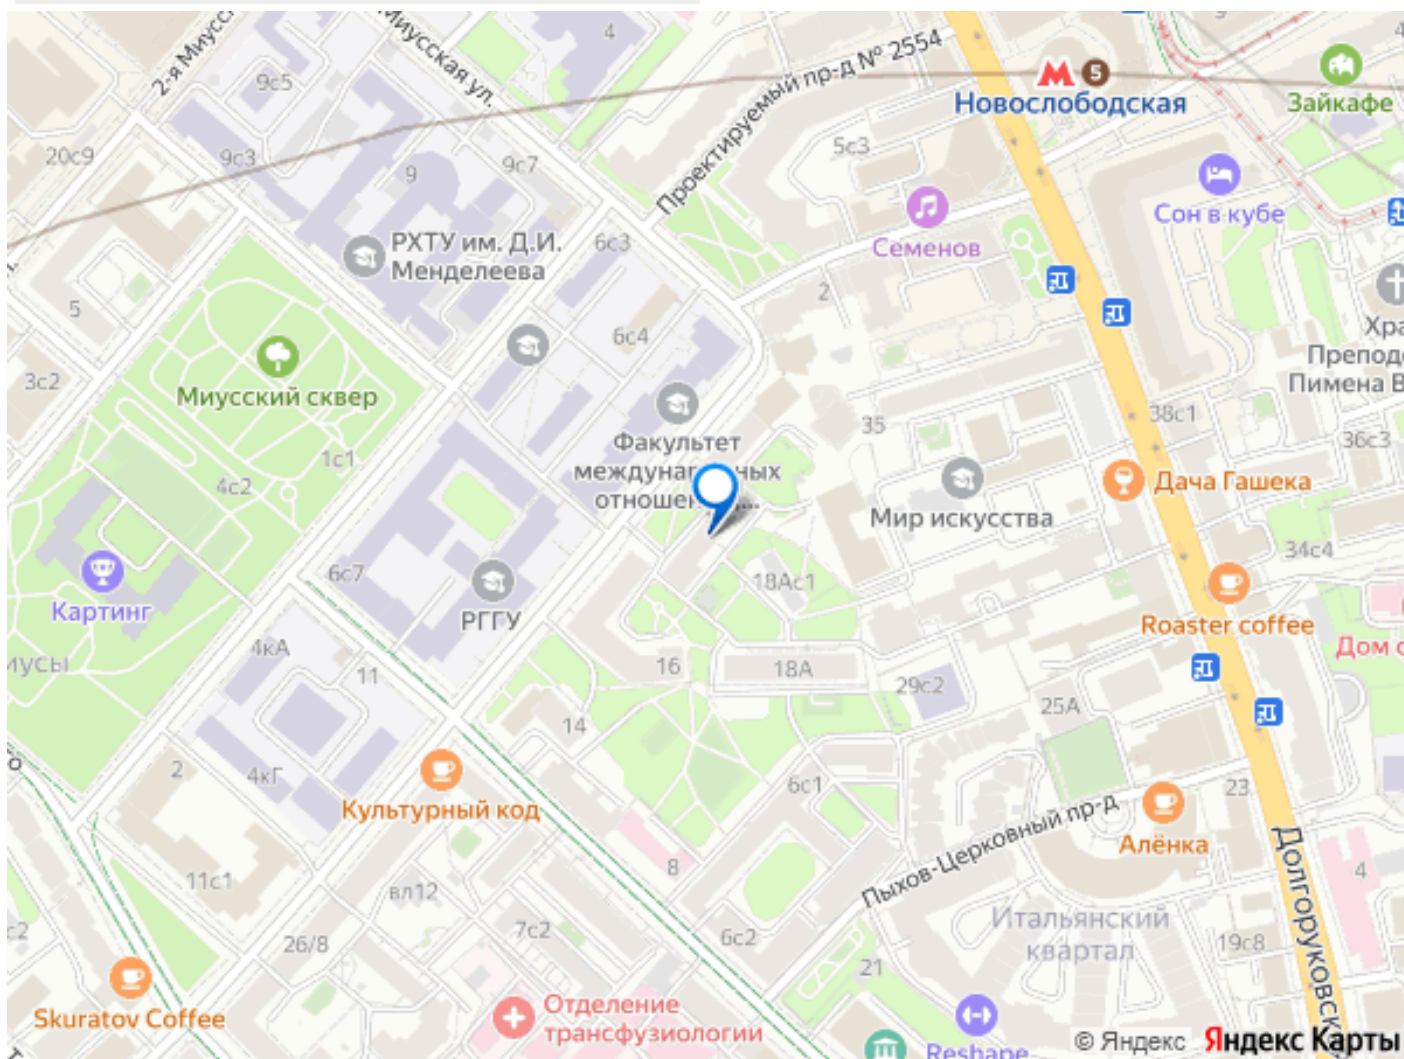 2-я Миусс
Миусская ул.
4
Проектируемый пр-д № 2554
5
Новослободская
Зайкафе
9с5
20с9
9с3
9
9с7
5с3
Сон в кубе
Семенов
РХТУ им. Д.И.
Менделеева
6с3
5
2
6с4
Хра
Препод
Пимена В
3с2
Миусский сквер
Факультет
международных
35
38с1
36с3
1с1
4с2
Дача Гашека
Мир искусства
34с4
6с7
18Ас1
Картинг
РГГУ
Roaster coffee
Дом с
4кА
11
16
18А
29с2
25А
14
2
4кГ
6с1
23
Культурный код
Пыхов-Церковный пр-д
Алёнка
8
4
11с1
вл12
Долгоруковск
26/8
7с2
6с2
Итальянский
квартал
19с8
21
Skuratov Coffee
Отделение
трансфузиологии
Reshape
© Яндекс Яндекс Карты